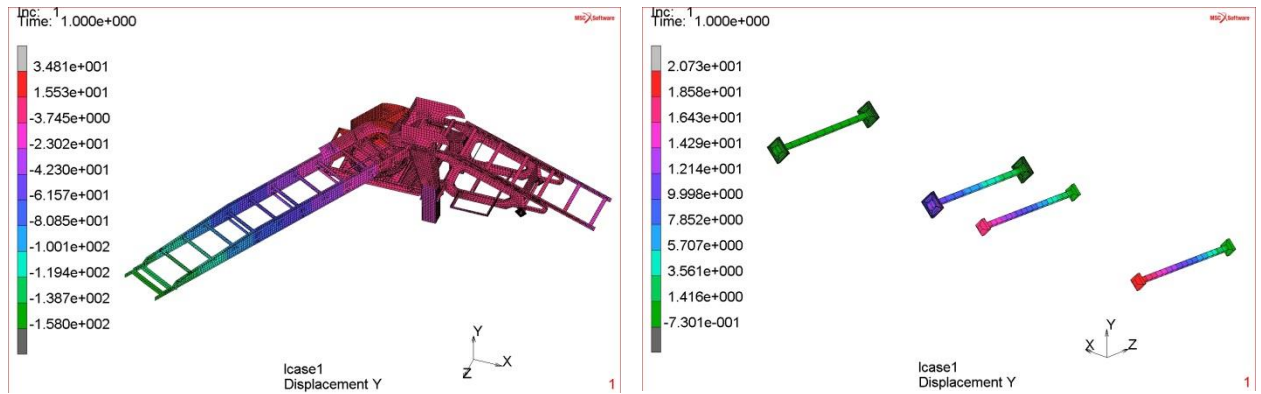 Inc: 1
Time: 1.000e+000
MSC Software
3.481e+001
1.553e+001
-3.745e+000
-2.302e+001
-4.230e+001
-6.157e+001
-8.085e+001
-1.001e+002
-1.194e+002
-1.387e+002
-1.580e+002
Y
X
Z
lcase1
Displacement Y
1
Inc: 1
Time: 1.000e+000
MSC Software
2.073e+001
1.858e+001
1.643e+001
1.429e+001
1.214e+001
9.998e+000
7.852e+000
5.707e+000
3.561e+000
1.416e+000
-7.301e-001
Y
X Z
lcase1
Displacement Y
1